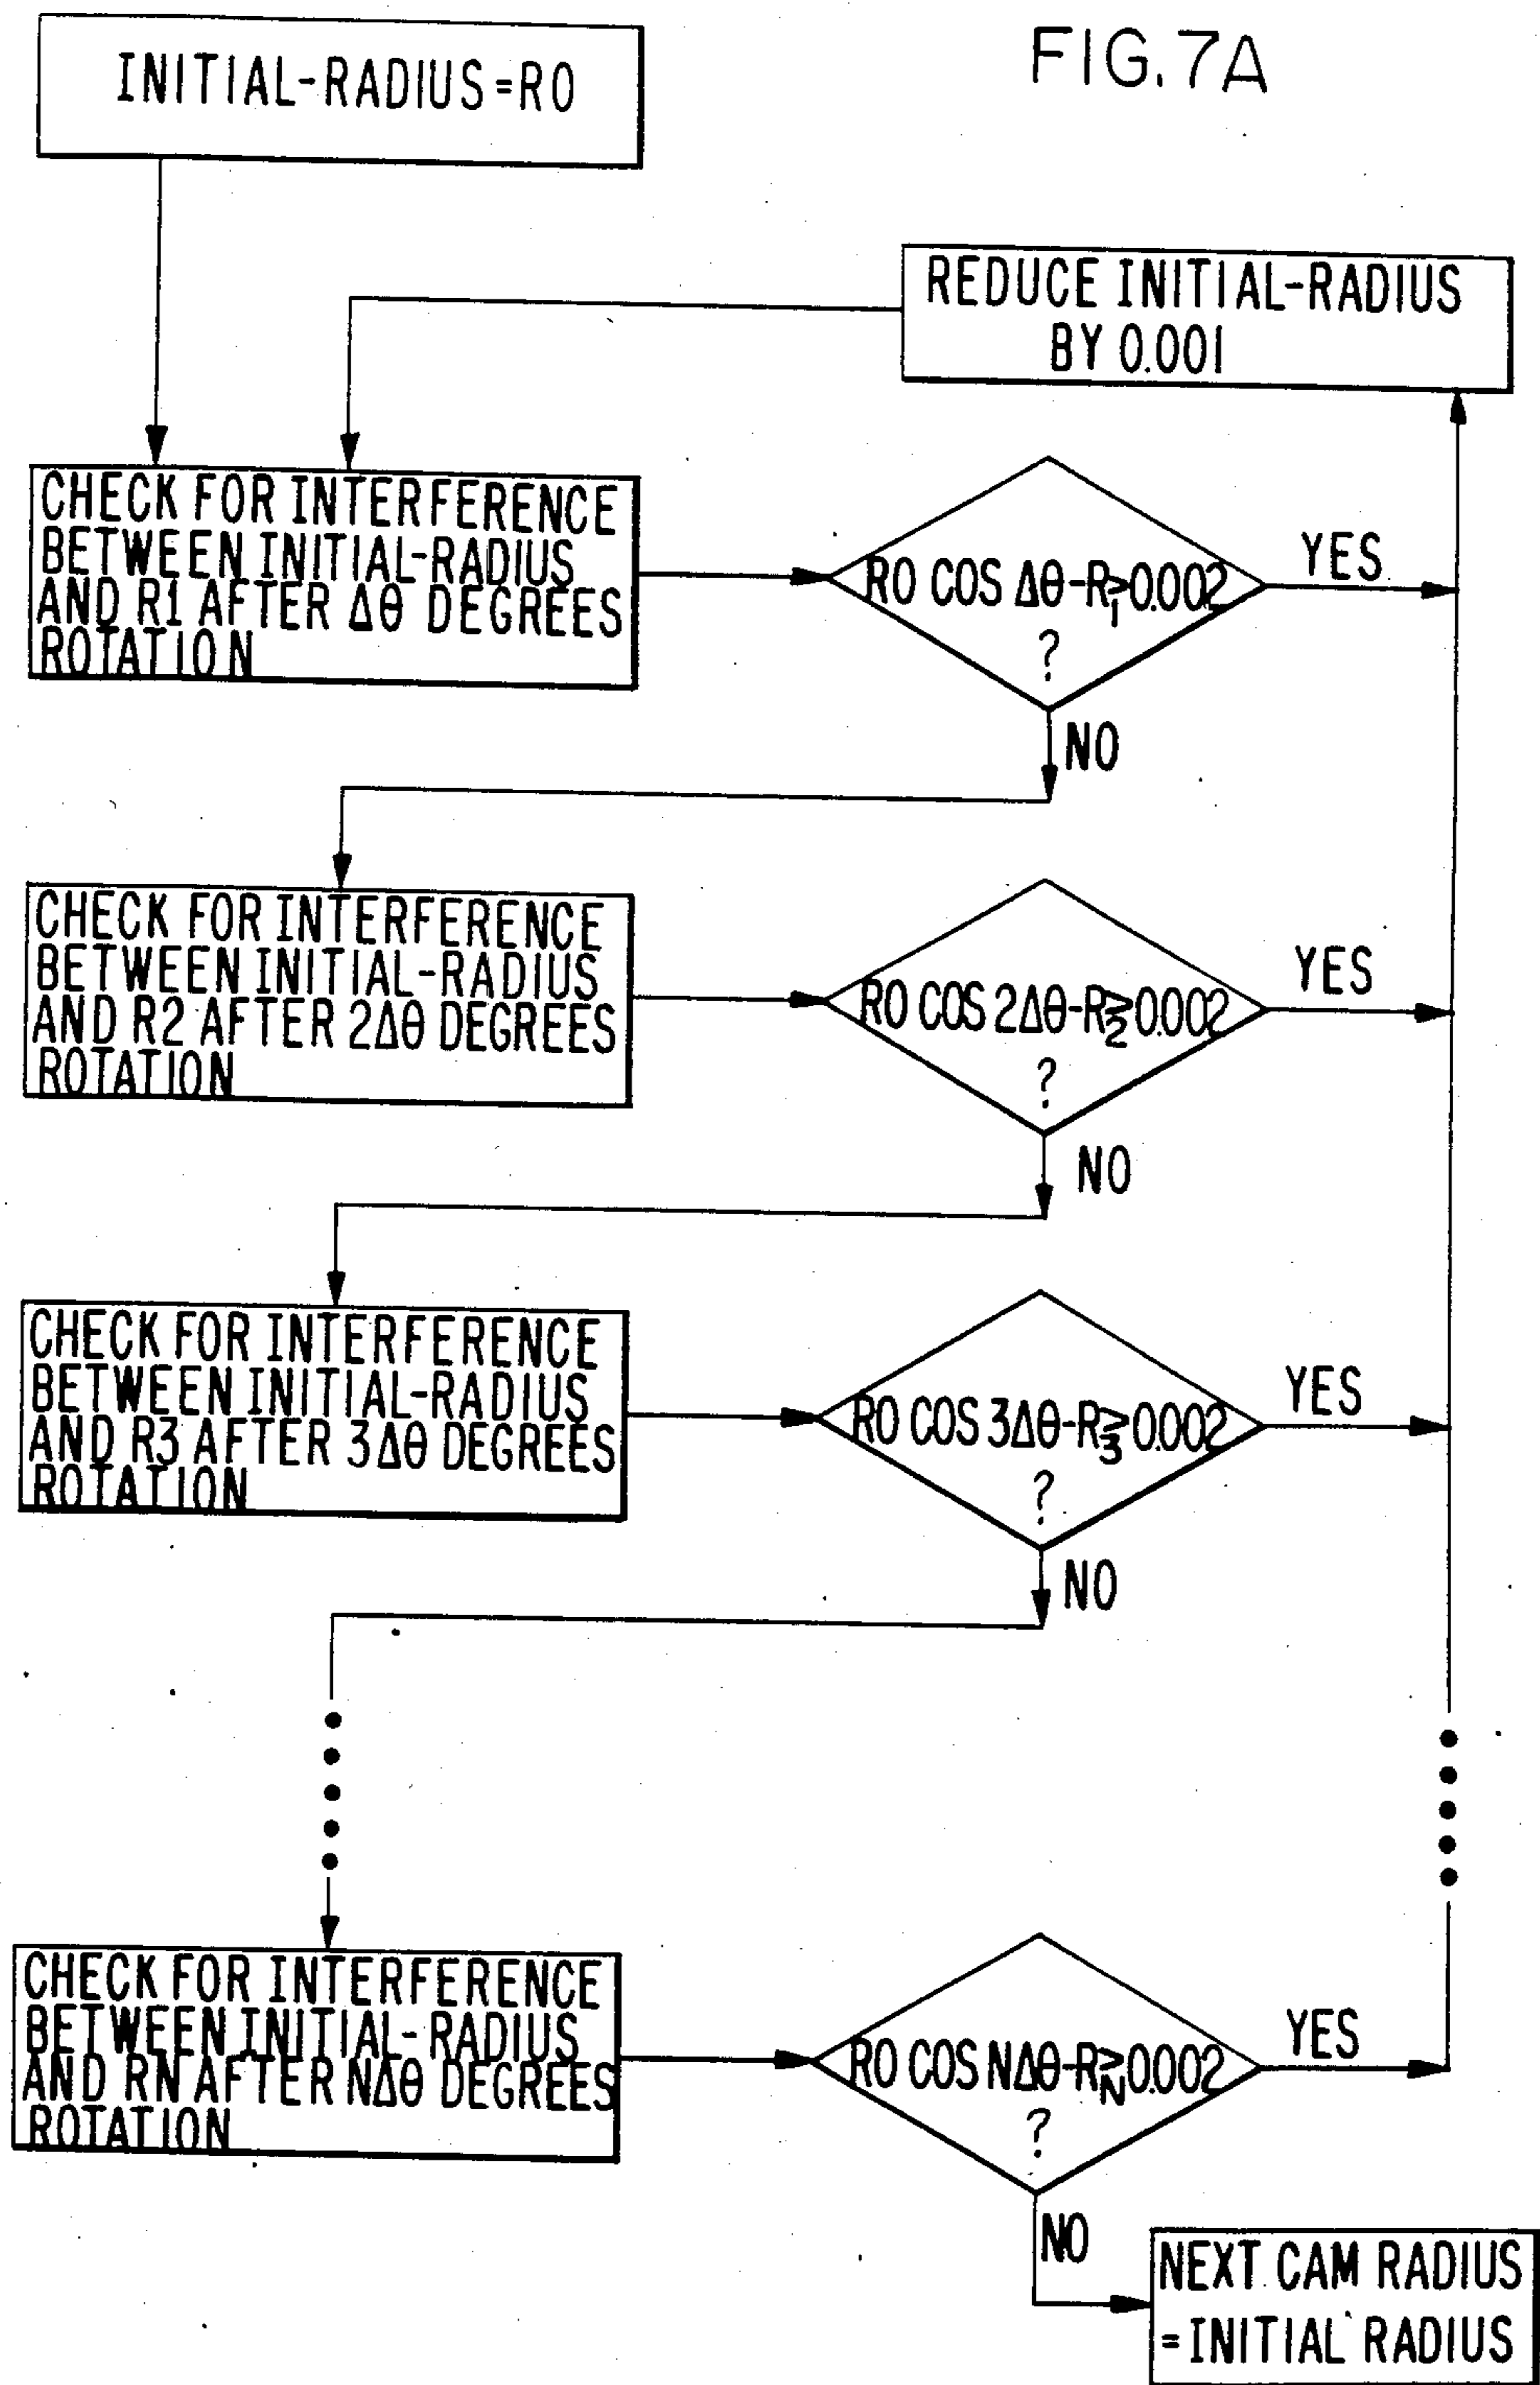 FIG. 7A
INITIAL-RADIUS = R0
REDUCE INITIAL-RADIUS
BY 0.001
CHECK FOR INTERFERENCE
BETWEEN INITIAL-RADIUS
AND R1 AFTER Δθ DEGREES
ROTATION
R0 COS Δθ-R₁≥0.002
?
YES
NO
CHECK FOR INTERFERENCE
BETWEEN INITIAL-RADIUS
AND R2 AFTER 2Δθ DEGREES
ROTATION
R0 COS 2Δθ-R₂≥0.002
?
YES
NO
CHECK FOR INTERFERENCE
BETWEEN INITIAL-RADIUS
AND R3 AFTER 3Δθ DEGREES
ROTATION
R0 COS 3Δθ-R₃≥0.002
?
YES
NO
CHECK FOR INTERFERENCE
BETWEEN INITIAL-RADIUS
AND RN AFTER NΔθ DEGREES
ROTATION
R0 COS NΔθ-R_N≥0.002
?
YES
NO
NEXT CAM RADIUS
=INITIAL RADIUS